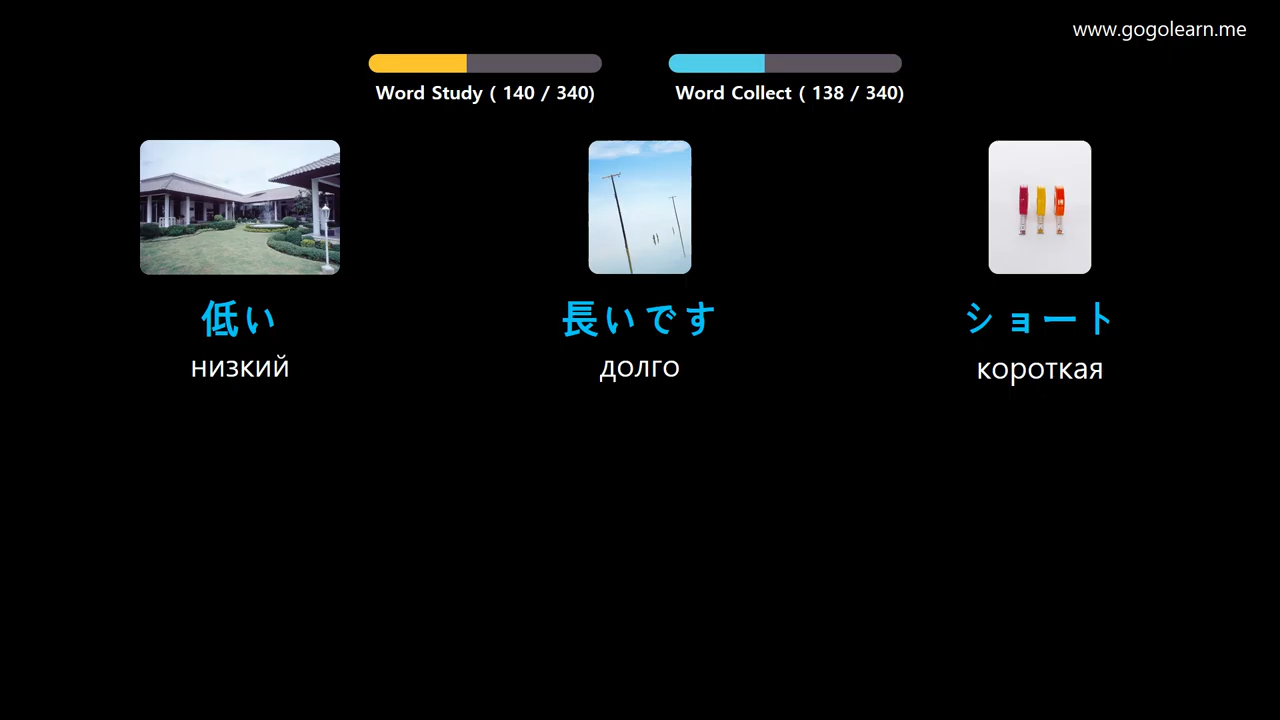 www.gogolearn.me
Word Study ( 140 / 340)
Word Collect ( 138 / 340)
低い
長いです
ショート
низкий
долго
короткая